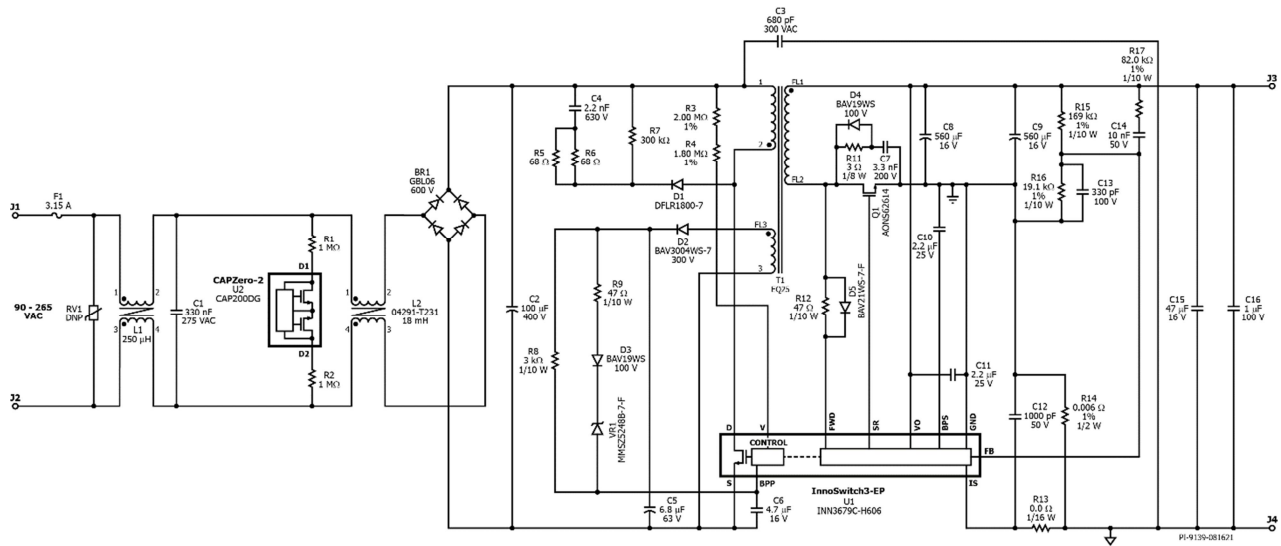 C3
680 pF
300 VAC
R17
82.0 kΩ
1%
1/10 W
J3
C4
2.2 nF
630 V
R3
2.00 MΩ
1%
1
FL1
D4
BAV19WS
100 V
C8
560 µF
16 V
C9
560 µF
16 V
R15
169 kΩ
1%
1/10 W
C14
10 nF
50 V
R5
68 Ω
R6
68 Ω
R7
300 kΩ
R4
1.80 MΩ
1%
2
R11
3 Ω
1/8 W
C7
3.3 nF
200 V
BR1
GBL06
600 V
D1
DFLR1800-7
FL2
Q1
AONS62614
R16
19.1 kΩ
1%
1/10 W
C13
330 pF
100 V
J1
F1
3.15 A
R1
1 MΩ
D2
BAV3004WS-7
300 V
FL3
3
T1
EQ25
C10
2.2 µF
25 V
CAPZero-2
U2
CAP200DG
D1
D2
90 - 265
VAC
RV1
DNP
1
2
3
4
L1
250 µH
C1
330 nF
275 VAC
1
2
4
3
L2
04291-T231
18 mH
C2
100 µF
400 V
R9
47 Ω
1/10 W
R12
47 Ω
1/10 W
D5
BAV21WS-7-F
C15
47 µF
16 V
C16
1 µF
100 V
R8
3 kΩ
1/10 W
D3
BAV19WS
100 V
R2
1 MΩ
J2
C11
2.2 µF
25 V
VR1
MMSZ5248B-7-F
C12
1000 pF
50 V
R14
0.006 Ω
1%
1/2 W
D
V
FWD
SR
VO
BPS
GND
CONTROL
FB
S
BPP
IS
InnoSwitch3-EP
U1
INN3679C-H606
C5
6.8 µF
63 V
C6
4.7 µF
16 V
R13
0.0 Ω
1/16 W
J4
PI-9139-081621